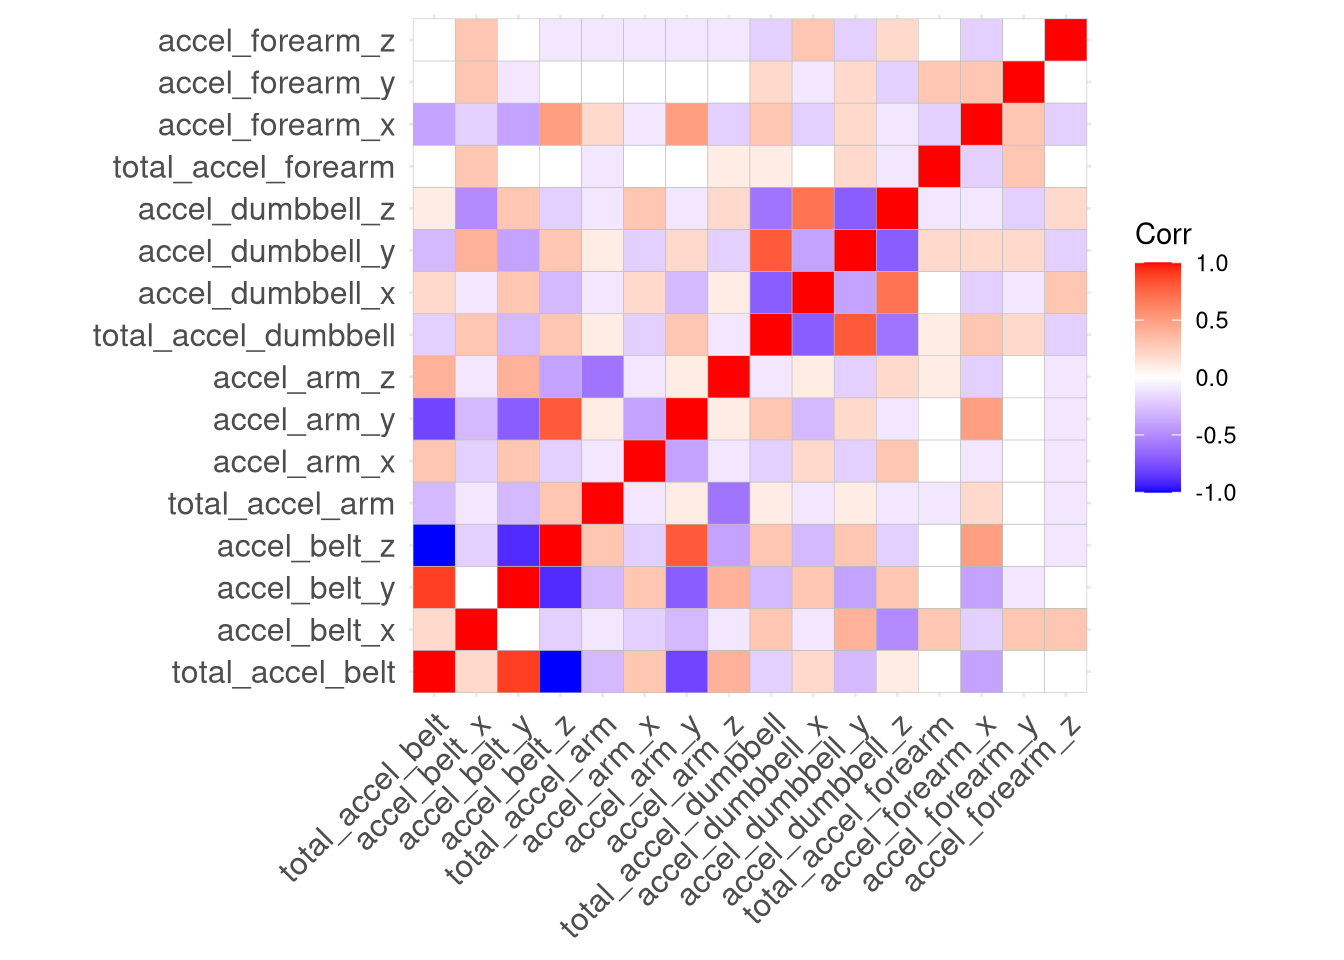 accel_forearm_z
accel_forearm_y
accel_forearm_x
total_accel_forearm
accel_dumbbell_z
accel_dumbbell_y
accel_dumbbell_x
total_accel_dumbbell
accel_arm_z
accel_arm_y
accel_arm_x
total_accel_arm
accel_belt_z
accel_belt_y
accel_belt_x
total_accel_belt
total_accel_belt
accel_belt_x
accel_belt_y
accel_belt_z
total_accel_arm
accel_arm_x
accel_arm_y
accel_arm_z
total_accel_dumbbell
accel_dumbbell_x
accel_dumbbell_y
accel_dumbbell_z
total_accel_forearm
accel_forearm_x
accel_forearm_y
accel_forearm_z
Corr
1.0
0.5
0.0
-0.5
-1.0